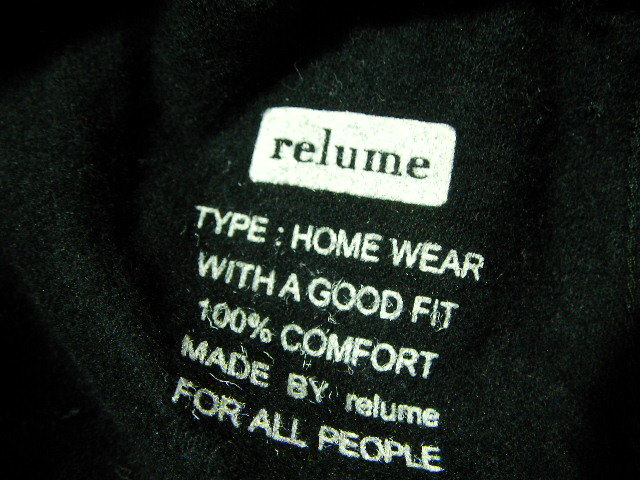 relume
TYPE : HOME WEAR
WITH A GOOD FIT
100% COMFORT
MADE BY relume
FOR ALL PEOPLE